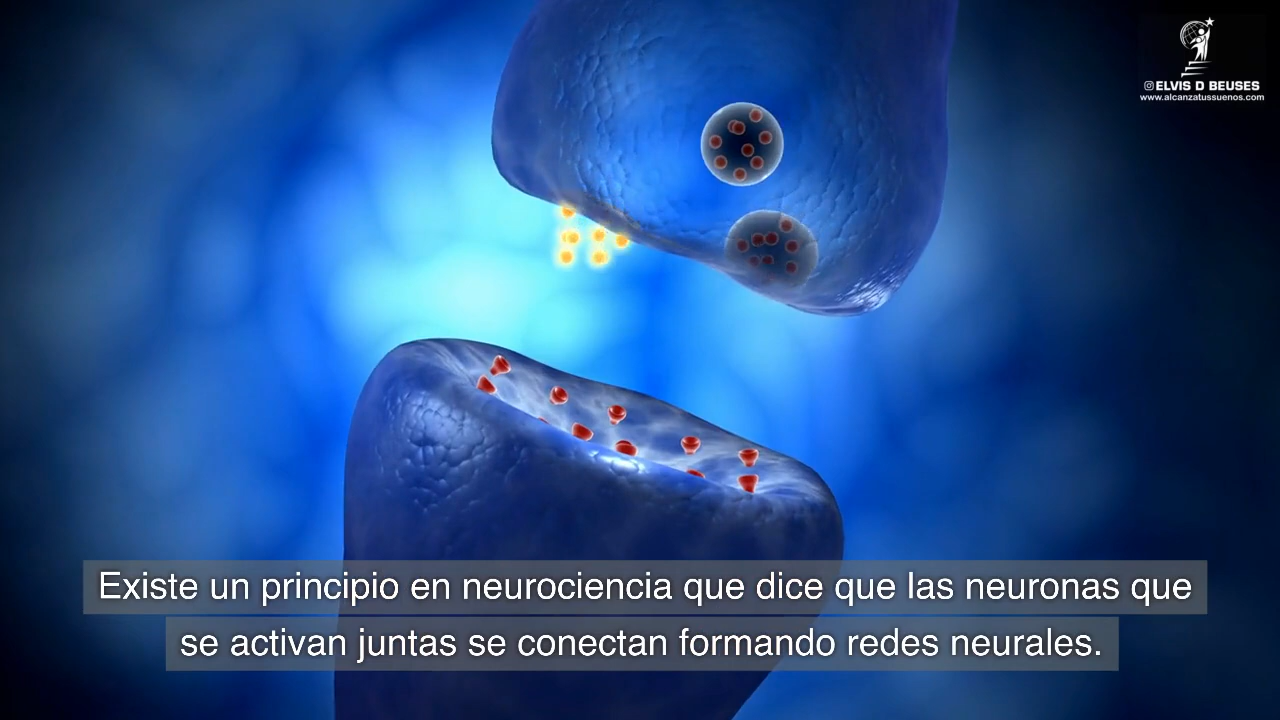 ELVIS D BEUSES
www.alcanzatussuenos.com
Existe un principio en neurociencia que dice que las neuronas que
se activan juntas se conectan formando redes neurales.